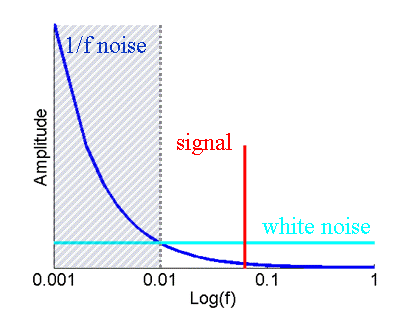 1/f noise
signal
white noise
Amplitude
0.001 0.01 0.1 1
Log(f)